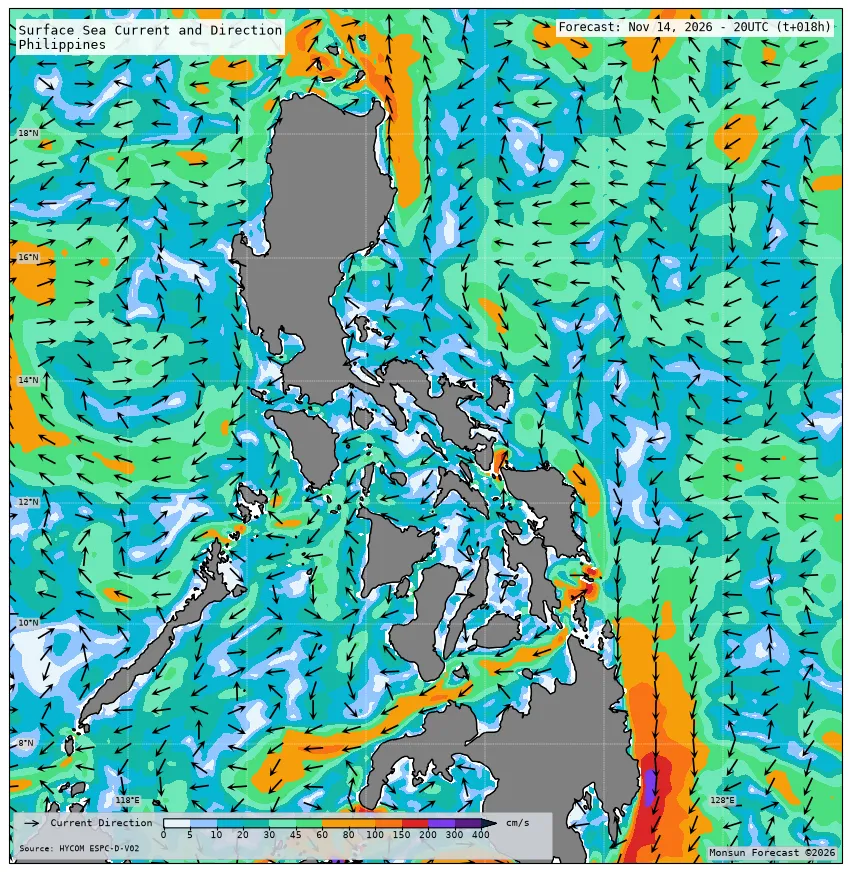 Surface Sea Current and Direction
Philippines
Forecast: Nov 14, 2026 - 20UTC (t+018h)
18°N
16°N
14°N
12°N
10°N
8°N
118°E
128°E
Current Direction
cm/s
0 5 10 20 30 45 60 80 100 150 200 300 400
Source: HYCOM ESPC-D-V02
Monsun Forecast ©2026